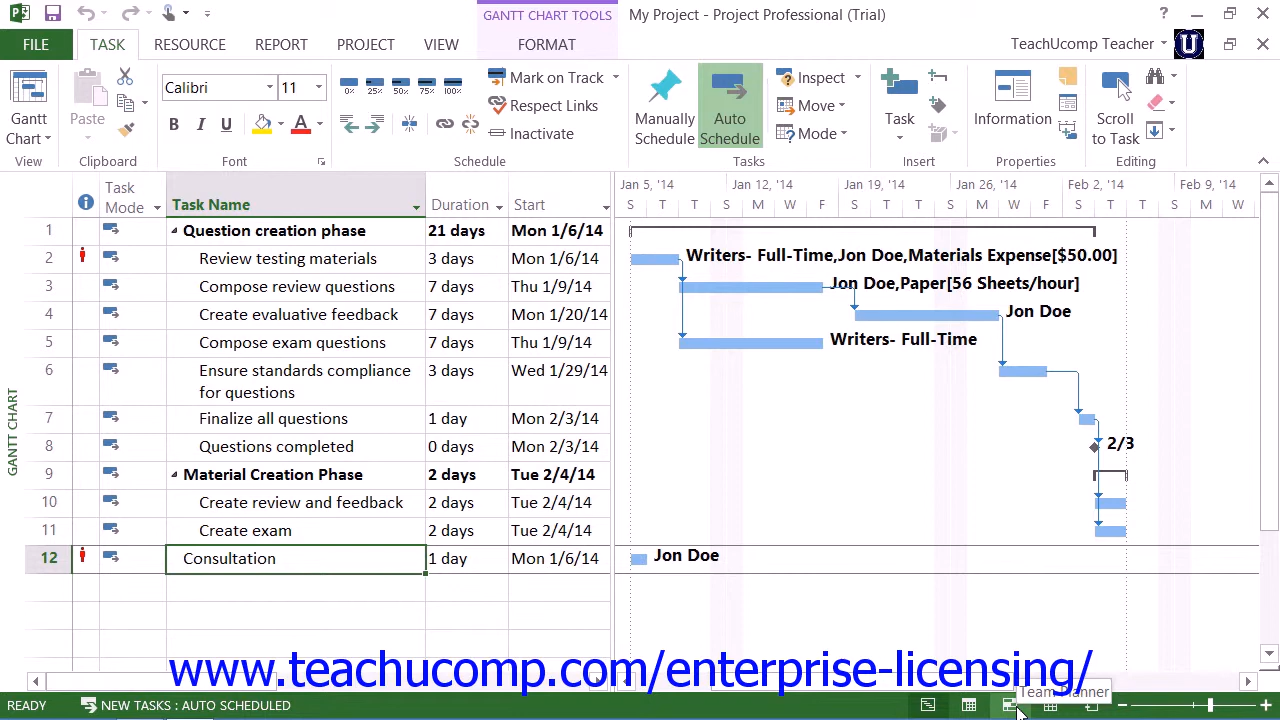 GANTT CHART TOOLS
My Project - Project Professional (Trial)
FILE TASK RESOURCE REPORT PROJECT VIEW FORMAT
TeachUcomp Teacher
U
Gantt Chart
View
Paste
Clipboard
Calibri 11
B I U A
Font
0% 25% 50% 75% 100%
Mark on Track
Respect Links
Inactivate
Schedule
Manually Schedule
Auto Schedule
Inspect
Move
Mode
Tasks
Task
Insert
Information
Properties
Scroll to Task
Editing
Task Mode Task Name Duration Start
Jan 5, '14 Jan 12, '14 Jan 19, '14 Jan 26, '14 Feb 2, '14 Feb 9, '14
S T T S M W F S T T S M W F S T T S M W
1 Question creation phase 21 days Mon 1/6/14
2 Review testing materials 3 days Mon 1/6/14 Writers- Full-Time,Jon Doe,Materials Expense[$50.00]
3 Compose review questions 7 days Thu 1/9/14 Jon Doe,Paper[56 Sheets/hour]
4 Create evaluative feedback 7 days Mon 1/20/14 Jon Doe
5 Compose exam questions 7 days Thu 1/9/14 Writers- Full-Time
6 Ensure standards compliance 3 days Wed 1/29/14
for questions
7 Finalize all questions 1 day Mon 2/3/14
8 Questions completed 0 days Mon 2/3/14 2/3
9 Material Creation Phase 2 days Tue 2/4/14
10 Create review and feedback 2 days Tue 2/4/14
11 Create exam 2 days Tue 2/4/14
12 Consultation 1 day Mon 1/6/14 Jon Doe
GANTT CHART
www.teachucomp.com/enterprise-licensing/
Team Planner
READY NEW TASKS : AUTO SCHEDULED